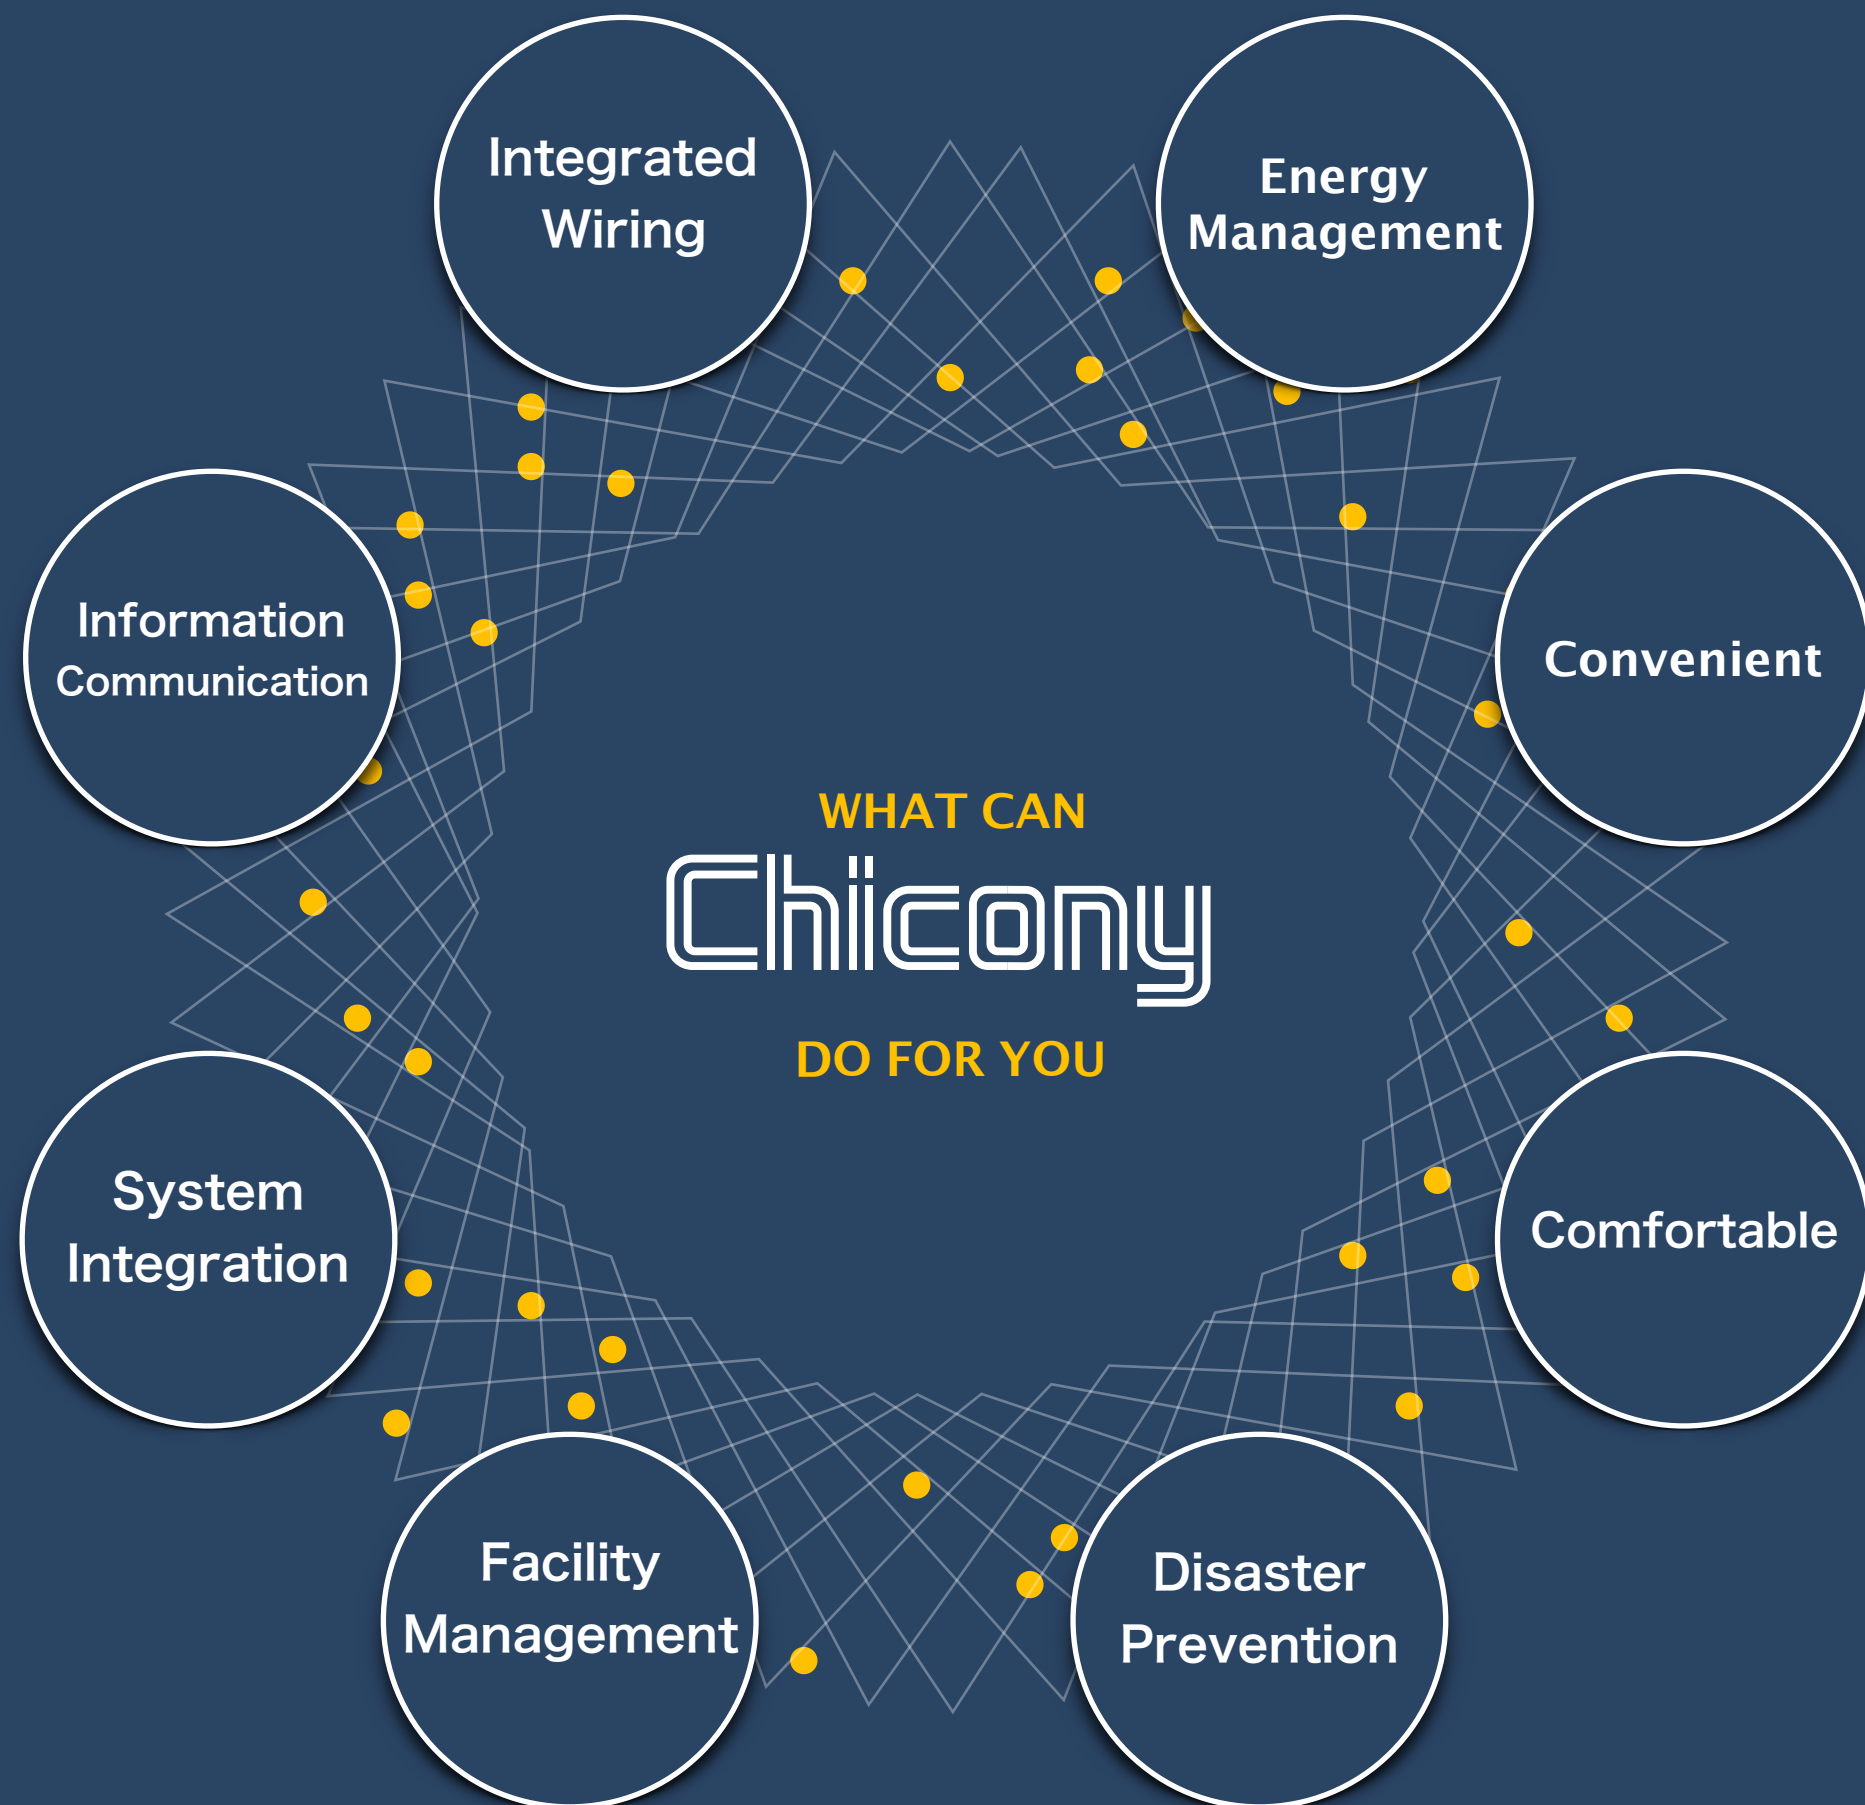 Integrated
Wiring
Energy
Management
Information
Communication
Convenient
WHAT CAN
Chicony
DO FOR YOU
System
Integration
Comfortable
Facility
Management
Disaster
Prevention